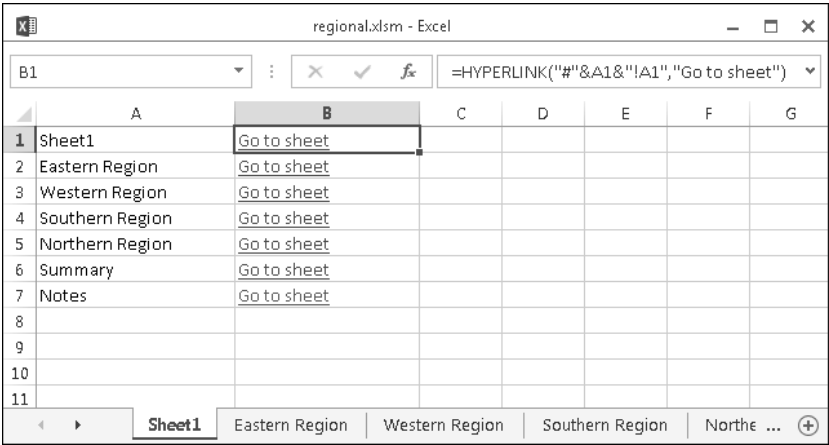 regional.xlsm - Excel
B1 fx =HYPERLINK("#"&A1&"!A1","Go to sheet")
A B C D E F G
1 Sheet1 Go to sheet
2 Eastern Region Go to sheet
3 Western Region Go to sheet
4 Southern Region Go to sheet
5 Northern Region Go to sheet
6 Summary Go to sheet
7 Notes Go to sheet
8
9
10
11
Sheet1 Eastern Region Western Region Southern Region Northe ...